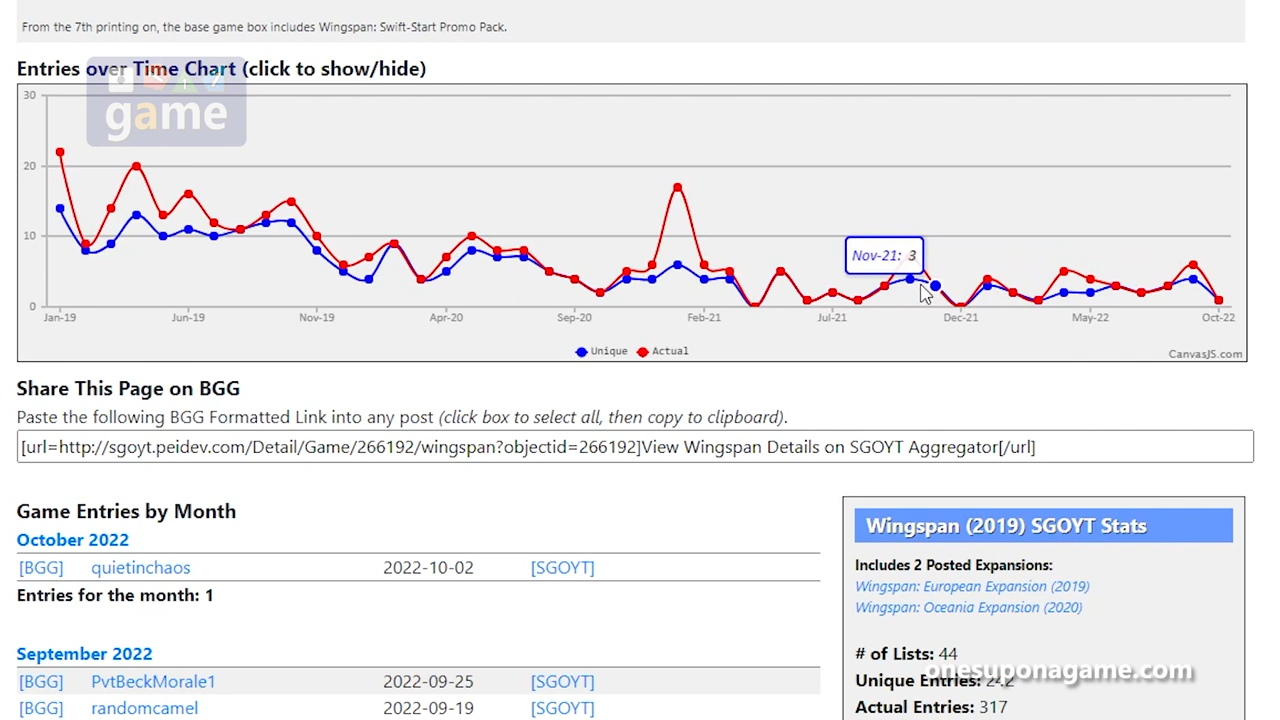 From the 7th printing on, the base game box includes Wingspan: Swift-Start Promo Pack.
Entries over Time Chart (click to show/hide)
game
30
20
10
0
Nov-21: 3
Jan-19 Jun-19 Nov-19 Apr-20 Sep-20 Feb-21 Jul-21 Dec-21 May-22 Oct-22
Unique Actual
CanvasJS.com
Share This Page on BGG
Paste the following BGG Formatted Link into any post (click box to select all, then copy to clipboard).
[url=http://sgoyt.peidev.com/Detail/Game/266192/wingspan?objectid=266192]View Wingspan Details on SGOYT Aggregator[/url]
Game Entries by Month
October 2022
[BGG] quietinchaos 2022-10-02 [SGOYT]
Entries for the month: 1
September 2022
[BGG] PvtBeckMorale1 2022-09-25 [SGOYT]
[BGG] randomcamel 2022-09-19 [SGOYT]
Wingspan (2019) SGOYT Stats
Includes 2 Posted Expansions:
Wingspan: European Expansion (2019)
Wingspan: Oceania Expansion (2020)
# of Lists: 44
onesuponagame.com
Unique Entries: 242
Actual Entries: 317